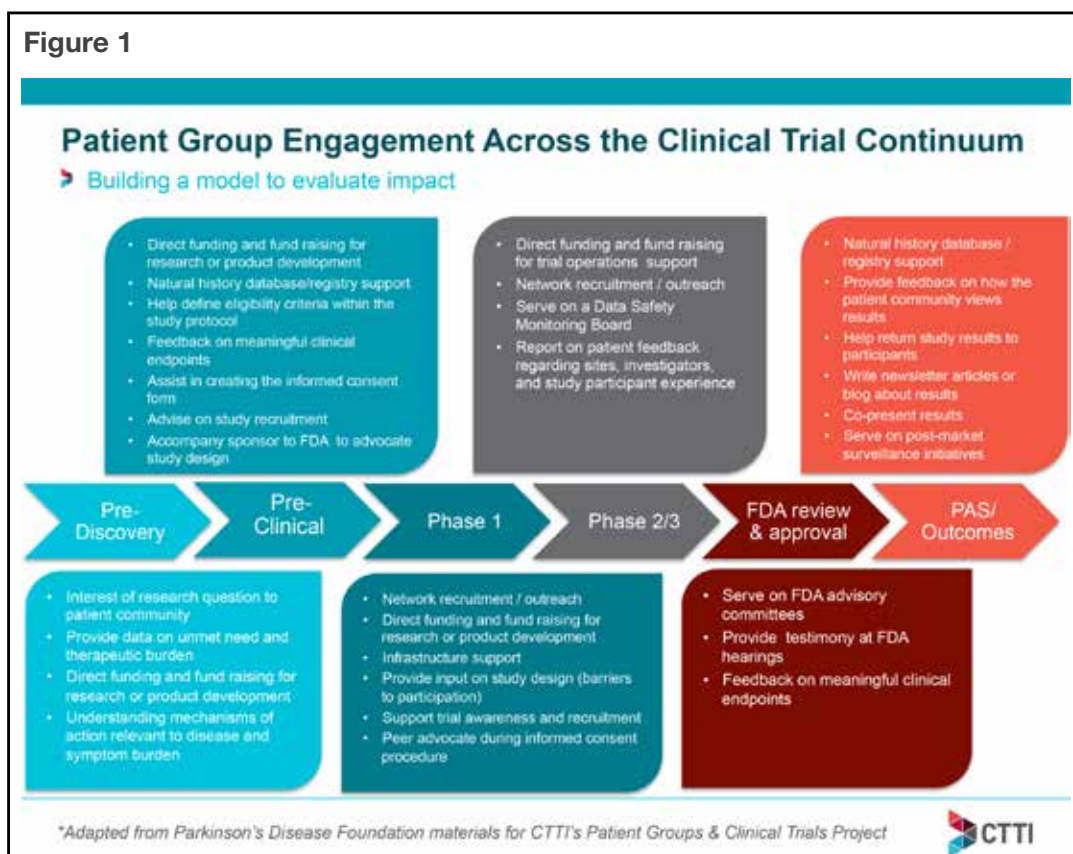 Figure 1
Patient Group Engagement Across the Clinical Trial Continuum
Building a model to evaluate impact
• Direct funding and fund raising for
research or product development
• Natural history database/registry support
• Help define eligibility criteria within the
study protocol
• Feedback on meaningful clinical
endpoints
• Assist in creating the informed consent
form
• Advise on study recruitment
• Accompany sponsor to FDA to advocate
study design
• Direct funding and fund raising
for trial operations support
• Network recruitment / outreach
• Serve on a Data Safety
Monitoring Board
• Report on patient feedback
regarding sites, investigators,
and study participant experience
• Natural history database /
registry support
• Provide feedback on how the
patient community views
results
• Help return study results to
participants
• Write newsletter articles or
blog about results
• Co-present results
• Serve on post-market
surveillance initiatives
Pre-
Discovery
Pre-
Clinical
Phase 1
Phase 2/3
FDA review
& approval
PAS/
Outcomes
• Interest of research question to
patient community
• Provide data on unmet need and
therapeutic burden
• Direct funding and fund raising for
research or product development
• Understanding mechanisms of
action relevant to disease and
symptom burden
• Network recruitment / outreach
• Direct funding and fund raising for
research or product development
• Infrastructure support
• Provide input on study design (barriers
to participation)
• Support trial awareness and recruitment
• Peer advocate during informed consent
procedure
• Serve on FDA advisory
committees
• Provide testimony at FDA
hearings
• Feedback on meaningful clinical
endpoints
*Adapted from Parkinson's Disease Foundation materials for CTTI's Patient Groups & Clinical Trials Project
CTTI